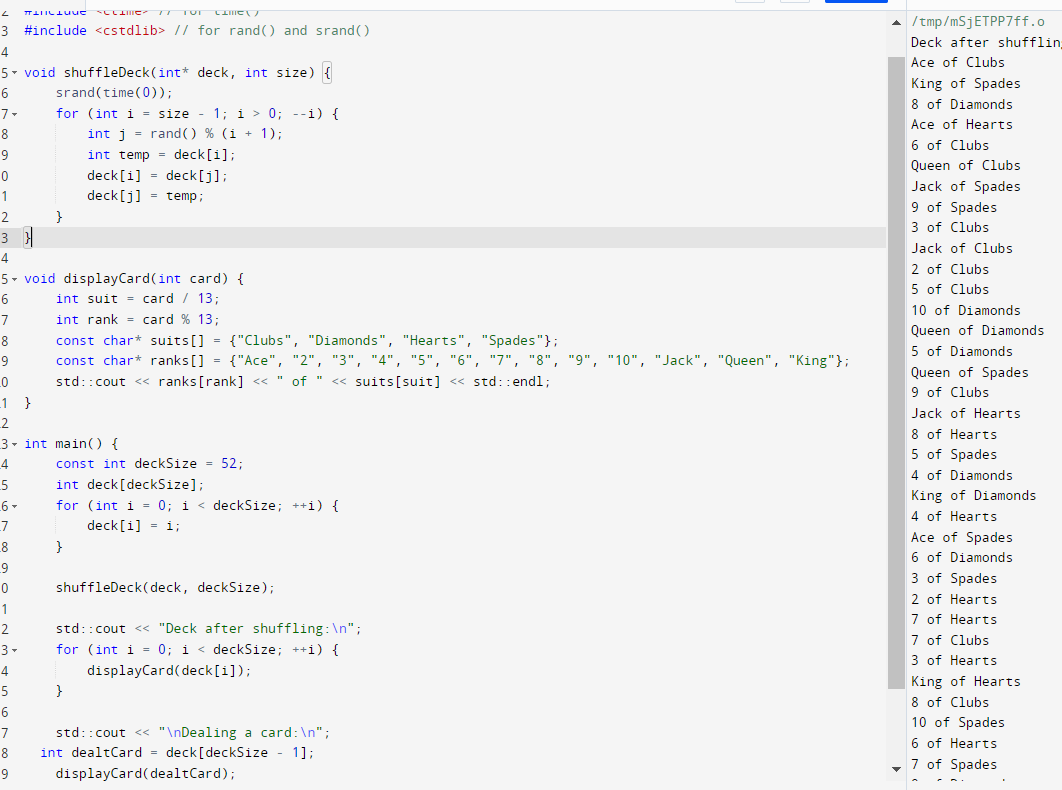 #include <ctime> // for time()
3 #include <cstdlib> // for rand() and srand()
4
5 void shuffleDeck(int* deck, int size) {
6 srand(time(0));
7 for (int i = size - 1; i > 0; --i) {
8 int j = rand() % (i + 1);
9 int temp = deck[i];
0 deck[i] = deck[j];
1 deck[j] = temp;
2 }
3 }
4
5 void displayCard(int card) {
6 int suit = card / 13;
7 int rank = card % 13;
8 const char* suits[] = {"Clubs", "Diamonds", "Hearts", "Spades"};
9 const char* ranks[] = {"Ace", "2", "3", "4", "5", "6", "7", "8", "9", "10", "Jack", "Queen", "King"};
0 std::cout << ranks[rank] << " of " << suits[suit] << std::endl;
1 }
2
3 int main() {
4 const int deckSize = 52;
5 int deck[deckSize];
6 for (int i = 0; i < deckSize; ++i) {
7 deck[i] = i;
8 }
9
0 shuffleDeck(deck, deckSize);
1
2 std::cout << "Deck after shuffling:\n";
3 for (int i = 0; i < deckSize; ++i) {
4 displayCard(deck[i]);
5 }
6
7 std::cout << "\nDealing a card:\n";
8 int dealtCard = deck[deckSize - 1];
9 displayCard(dealtCard);
/tmp/mSjETPP7ff.o
Deck after shufflin
Ace of Clubs
King of Spades
8 of Diamonds
Ace of Hearts
6 of Clubs
Queen of Clubs
Jack of Spades
9 of Spades
3 of Clubs
Jack of Clubs
2 of Clubs
5 of Clubs
10 of Diamonds
Queen of Diamonds
5 of Diamonds
Queen of Spades
9 of Clubs
Jack of Hearts
8 of Hearts
5 of Spades
4 of Diamonds
King of Diamonds
4 of Hearts
Ace of Spades
6 of Diamonds
3 of Spades
2 of Hearts
7 of Hearts
7 of Clubs
3 of Hearts
King of Hearts
8 of Clubs
10 of Spades
6 of Hearts
7 of Spades